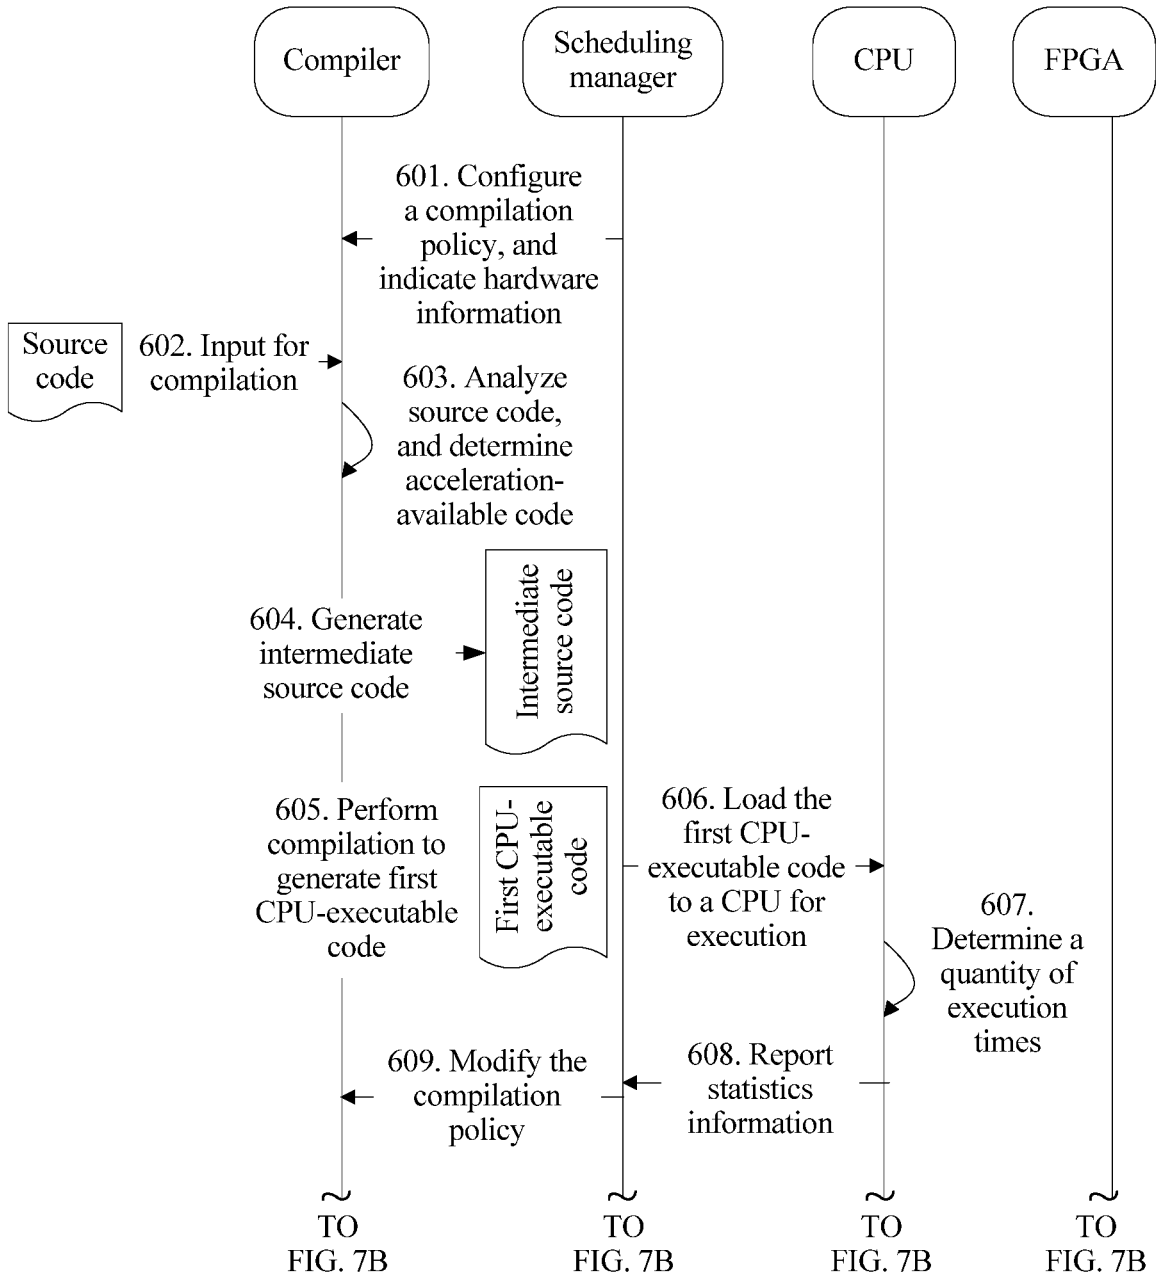 Compiler
Scheduling
manager
CPU
FPGA
601. Configure
a compilation
policy, and
indicate hardware
information
Source
code
602. Input for
compilation
603. Analyze
source code,
and determine
acceleration-
available code
604. Generate
intermediate
source code
Intermediate
source code
605. Perform
compilation to
generate first
CPU-executable
code
First CPU-
executable
code
606. Load the
first CPU-
executable code
to a CPU for
execution
607.
Determine a
quantity of
execution
times
608. Report
statistics
information
609. Modify the
compilation
policy
TO
FIG. 7B
TO
FIG. 7B
TO
FIG. 7B
TO
FIG. 7B